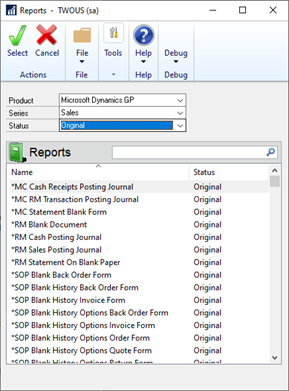 Reports - TWOUS (sa)
Select Cancel File Tools Help Debug
Actions File Help Debug
Product Microsoft Dynamics GP
Series Sales
Status Original
Reports
Name Status
*MC Cash Receipts Posting Journal Original
*MC RM Transaction Posting Journal Original
*MC Statement Blank Form Original
*RM Blank Document Original
*RM Cash Posting Journal Original
*RM Sales Posting Journal Original
*RM Statement On Blank Paper Original
*SOP Blank Back Order Form Original
*SOP Blank History Back Order Form Original
*SOP Blank History Invoice Form Original
*SOP Blank History Options Back Order Form Original
*SOP Blank History Options Invoice Form Original
*SOP Blank History Options Order Form Original
*SOP Blank History Options Quote Form Original
*SOP Blank History Options Return Form Original